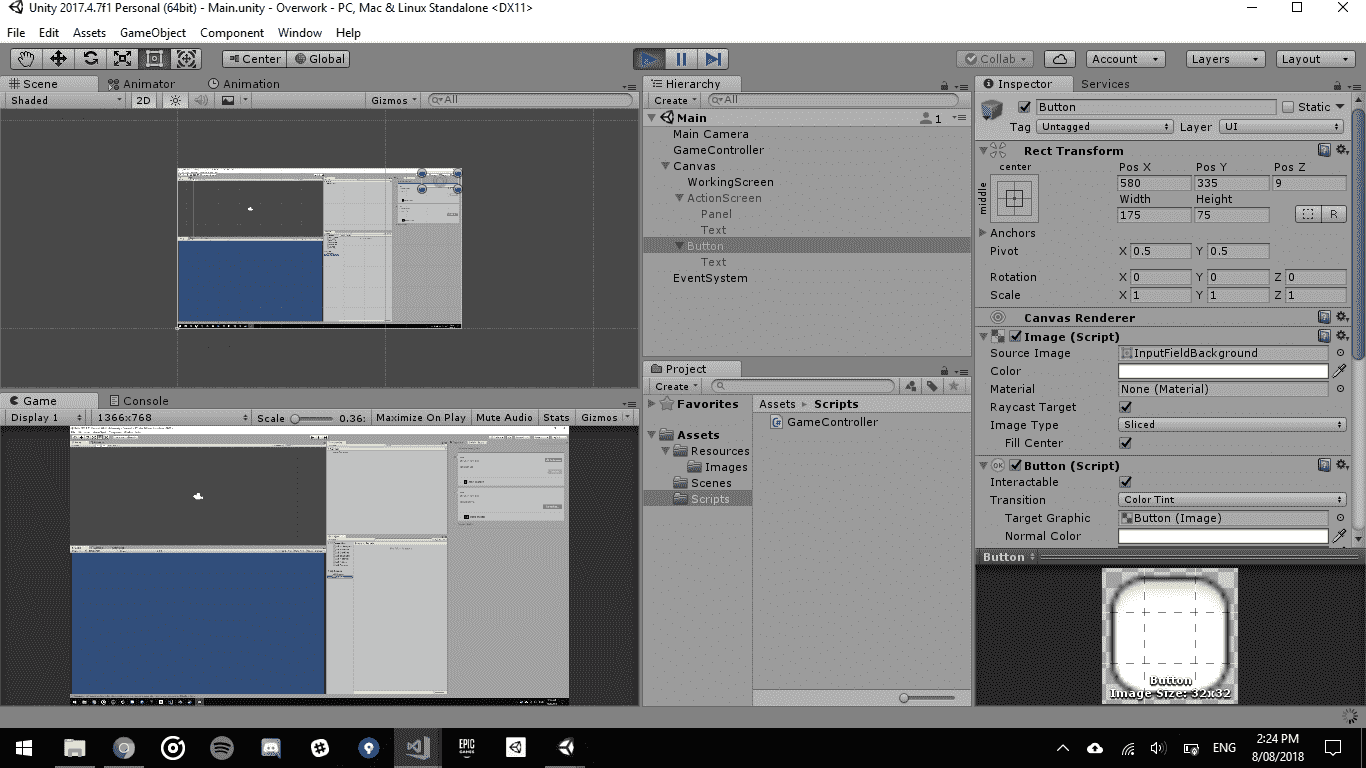 Unity 2017.4.7f1 Personal (64bit) - Main.unity - Overwork - PC, Mac & Linux Standalone <DX11>
File Edit Assets GameObject Component Window Help
Center Global Collab Account Layers Layout
Scene Animator Animation
Shaded 2D Gizmos All
Game Console
Display 1 1366x768 Scale 0.36: Maximize On Play Mute Audio Stats Gizmos
Hierarchy
Create All
Main 1
Main Camera
GameController
Canvas
WorkingScreen
ActionScreen
Panel
Text
Button
Text
EventSystem
Project
Create
Favorites
Assets
Resources
Images
Scenes
Scripts
Assets ▸ Scripts
GameController
Inspector Services
Button Static
Tag Untagged Layer UI
Rect Transform
center Pos X Pos Y Pos Z
middle 580 335 9
Width Height
175 75 R
Anchors
Pivot X 0.5 Y 0.5
Rotation X 0 Y 0 Z 0
Scale X 1 Y 1 Z 1
Canvas Renderer
Image (Script)
Source Image InputFieldBackground
Color
Material None (Material)
Raycast Target
Image Type Sliced
Fill Center
OK Button (Script)
Interactable
Transition Color Tint
Target Graphic Button (Image)
Normal Color
Button
Button
Image Size: 32x32
EPIC GAMES
ENG 2:24 PM
8/08/2018